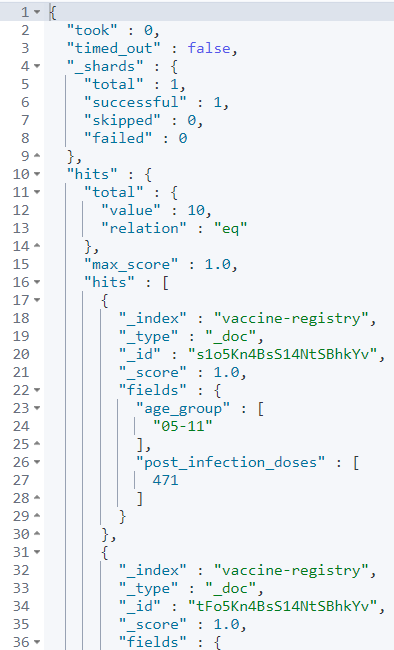 1 {
2 "took" : 0,
3 "timed_out" : false,
4 "_shards" : {
5 "total" : 1,
6 "successful" : 1,
7 "skipped" : 0,
8 "failed" : 0
9 },
10 "hits" : {
11 "total" : {
12 "value" : 10,
13 "relation" : "eq"
14 },
15 "max_score" : 1.0,
16 "hits" : [
17 {
18 "_index" : "vaccine-registry",
19 "_type" : "_doc",
20 "_id" : "s1o5Kn4BsS14NtSBhkYv",
21 "_score" : 1.0,
22 "fields" : {
23 "age_group" : [
24 "05-11"
25 ],
26 "post_infection_doses" : [
27 471
28 ]
29 }
30 },
31 {
32 "_index" : "vaccine-registry",
33 "_type" : "_doc",
34 "_id" : "tFo5Kn4BsS14NtSBhkYv",
35 "_score" : 1.0,
36 "fields" : {